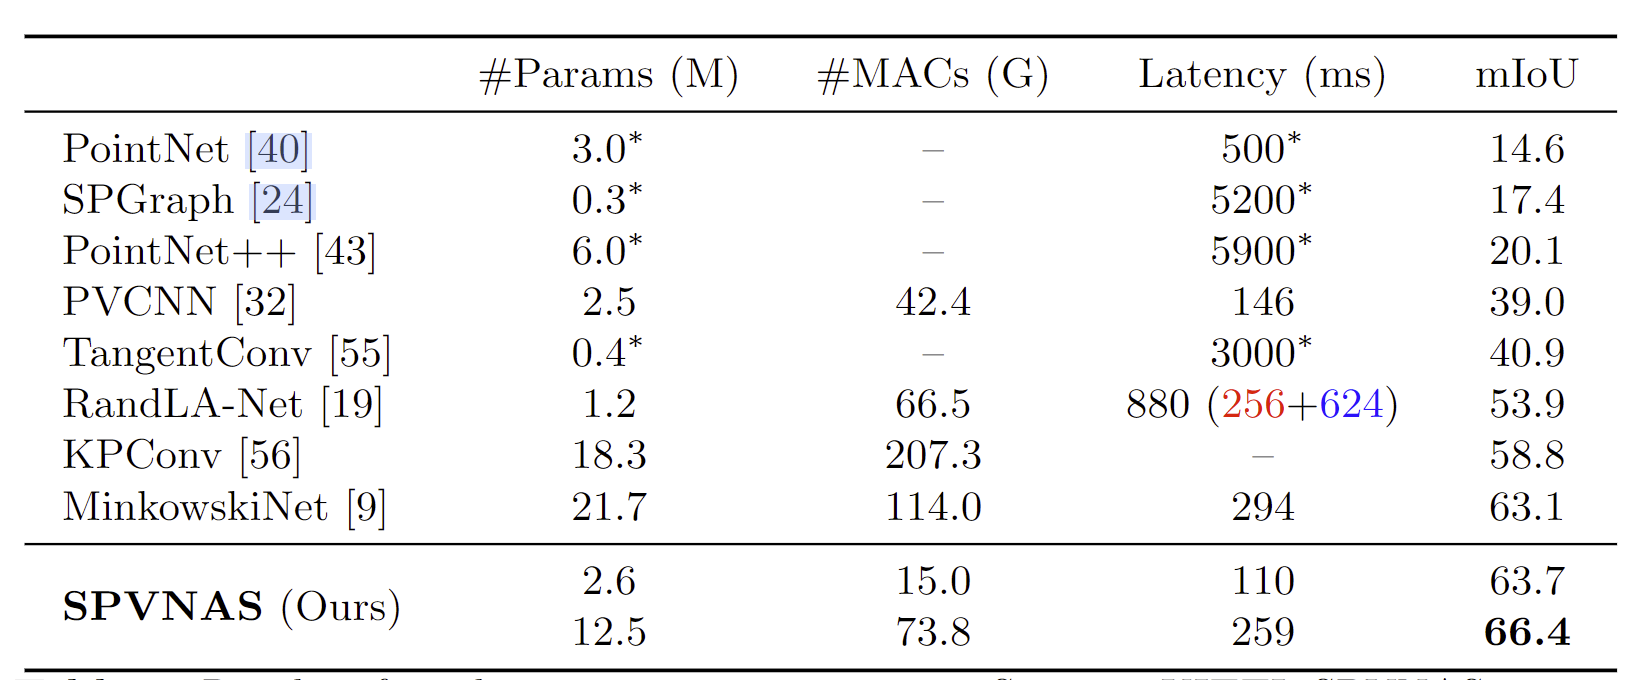 #Params (M) #MACs (G) Latency (ms) mIoU
PointNet [40] 3.0* – 500* 14.6
SPGraph [24] 0.3* – 5200* 17.4
PointNet++ [43] 6.0* – 5900* 20.1
PVCNN [32] 2.5 42.4 146 39.0
TangentConv [55] 0.4* – 3000* 40.9
RandLA-Net [19] 1.2 66.5 880 (256+624) 53.9
KPConv [56] 18.3 207.3 – 58.8
MinkowskiNet [9] 21.7 114.0 294 63.1
SPVNAS (Ours) 2.6 15.0 110 63.7
12.5 73.8 259 66.4